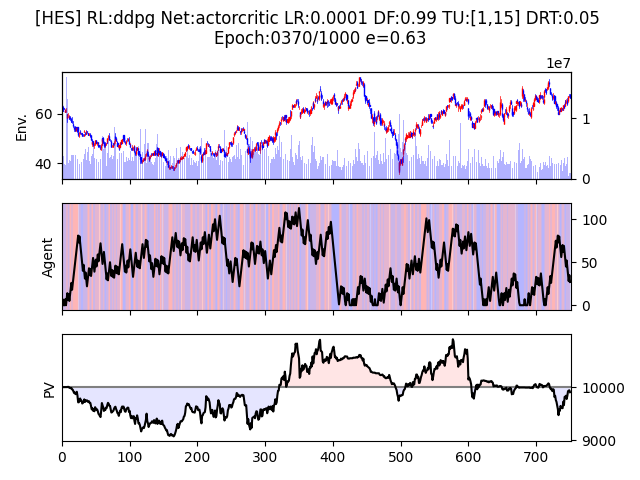 [HES] RL:ddpg Net:actorcritic LR:0.0001 DF:0.99 TU:[1,15] DRT:0.05
Epoch:0370/1000 e=0.63
1e7
Env.
60
40
1
0
Agent
100
50
0
PV
10000
9000
0 100 200 300 400 500 600 700